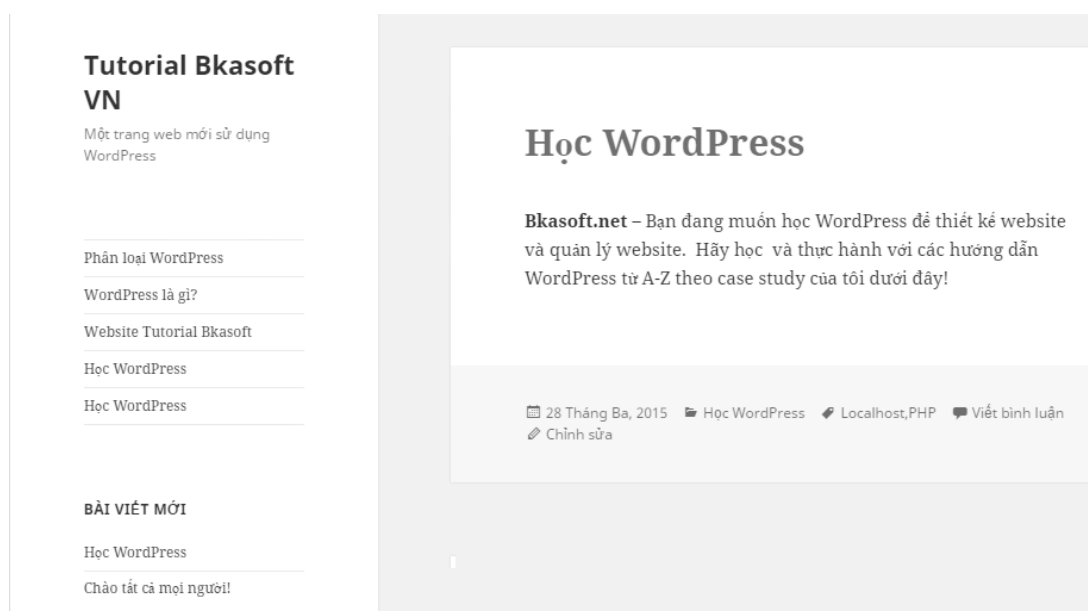 Tutorial Bkasoft
VN
Một trang web mới sử dụng
WordPress
Phân loại WordPress
WordPress là gì?
Website Tutorial Bkasoft
Học WordPress
Học WordPress
BÀI VIẾT MỚI
Học WordPress
Chào tất cả mọi người!
Học WordPress
Bkasoft.net – Bạn đang muốn học WordPress để thiết kế website
và quản lý website.  Hãy học  và thực hành với các hướng dẫn
WordPress từ A-Z theo case study của tôi dưới đây!
28 Tháng Ba, 2015 Học WordPress Localhost,PHP Viết bình luận
Chỉnh sửa